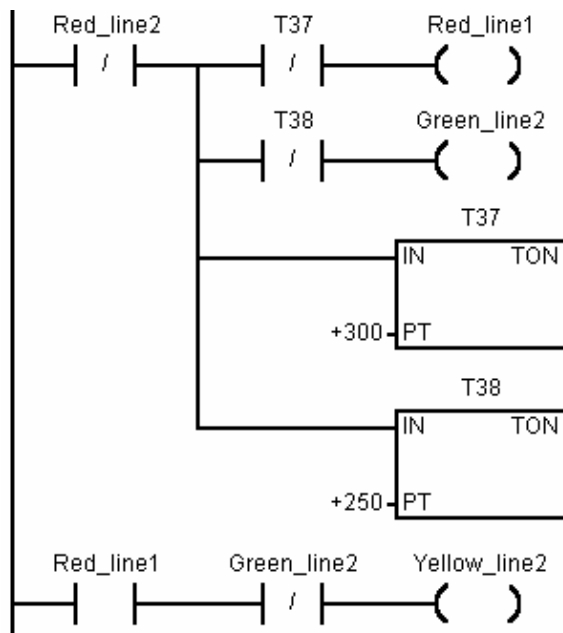 Red_line2 T37 Red_line1
/ /
T38 Green_line2
/
T37
IN TON
+300 PT
T38
IN TON
+250 PT
Red_line1 Green_line2 Yellow_line2
/